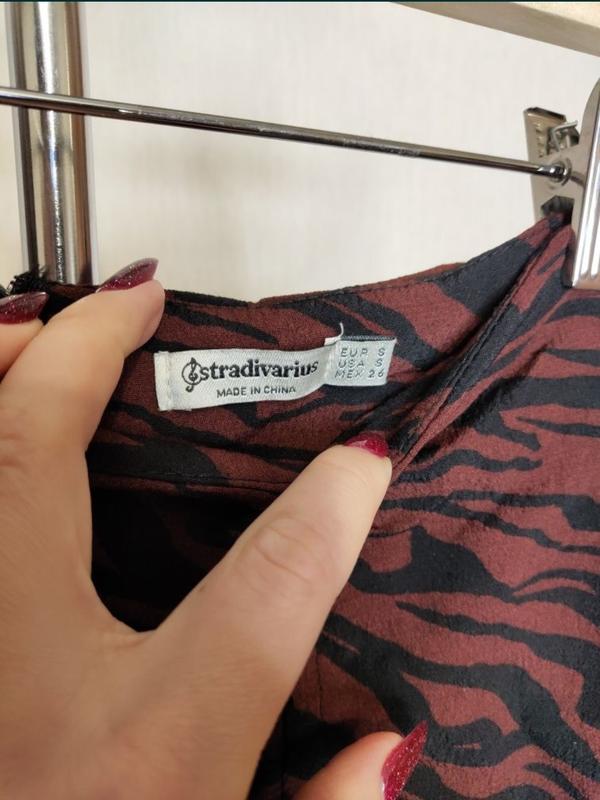 stradivarius
MADE IN CHINA
EUR S
USA S
MEX 26